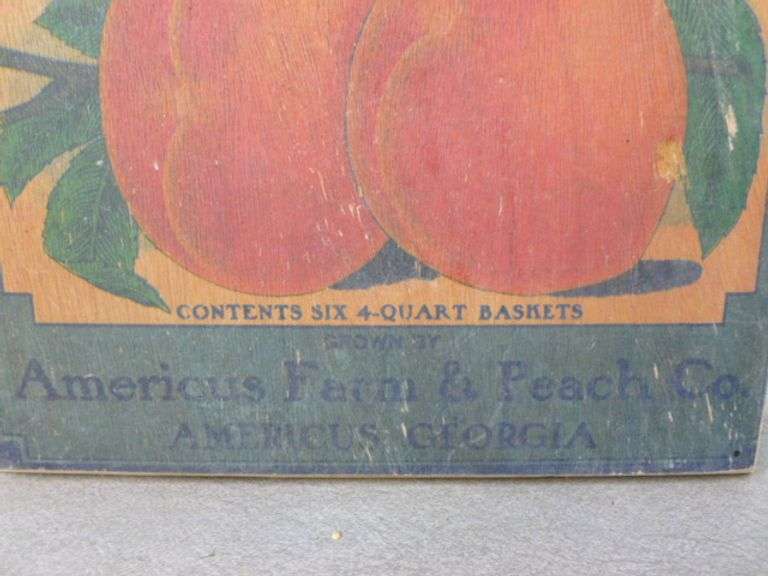 CONTENTS SIX 4-QUART BASKETS
GROWN BY
Americus Farm & Peach Co.
AMERICUS GEORGIA